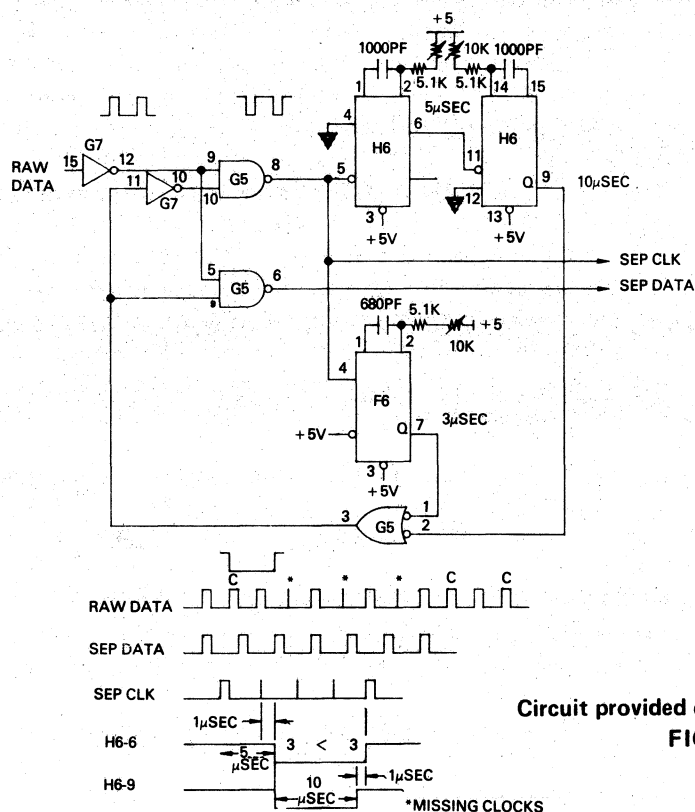 +5
1000PF
10K
1000PF
5.1K
5.1K
1
2
14
15
5µSEC
4
6
H6
H6
G7
15
12
9
8
5
11
Q
9
10µSEC
RAW
DATA
11
10
10
G5
G7
12
3
13
+5V
+5V
SEP CLK
5
6
G5
SEP DATA
680PF
5.1K
+5
10K
1
2
4
F6
+5V
Q
7
3µSEC
3
+5V
1
3
G5
2
C * * * C C
RAW DATA
SEP DATA
SEP CLK
1µSEC
H6-6
3 < 3
5
µSEC
10
1µSEC
H6-9
µSEC
*MISSING CLOCKS
Circuit provided
FIG